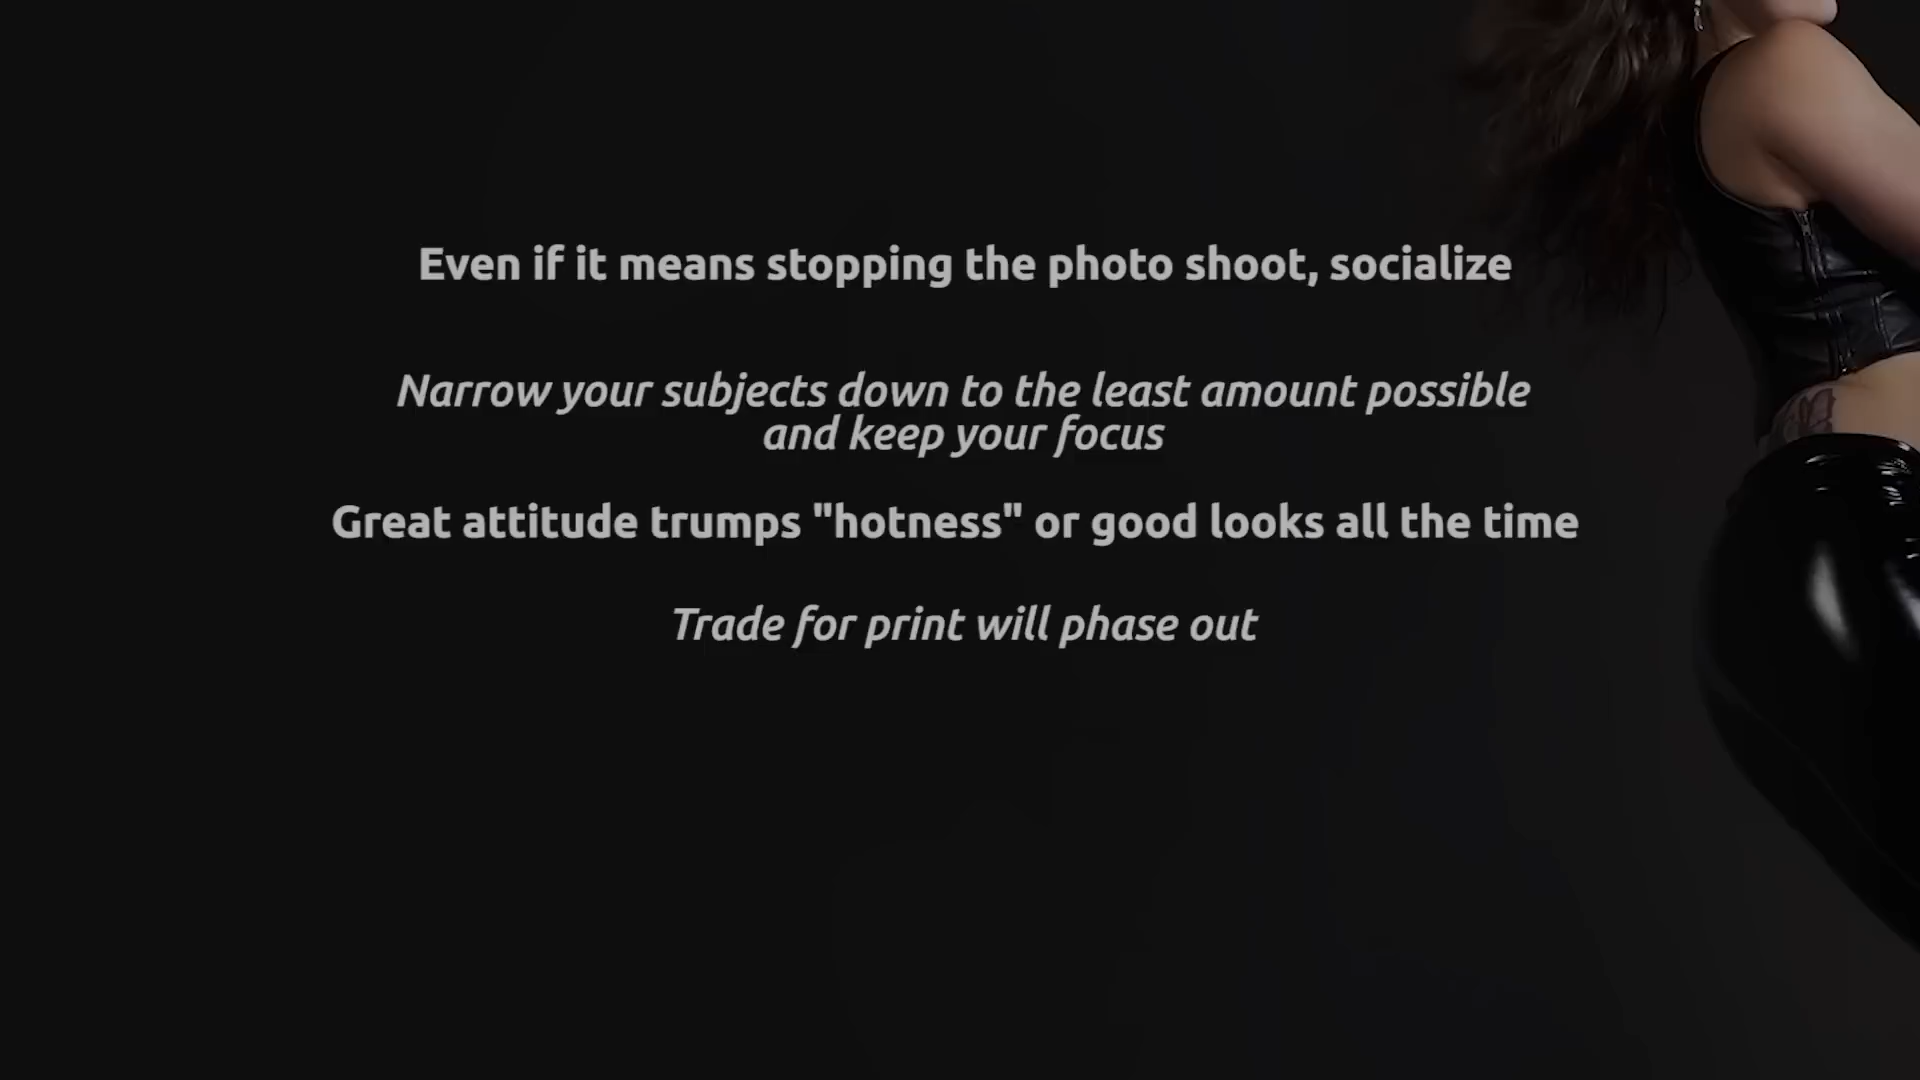 Even if it means stopping the photo shoot, socialize
Narrow your subjects down to the least amount possible
and keep your focus
Great attitude trumps "hotness" or good looks all the time
Trade for print will phase out